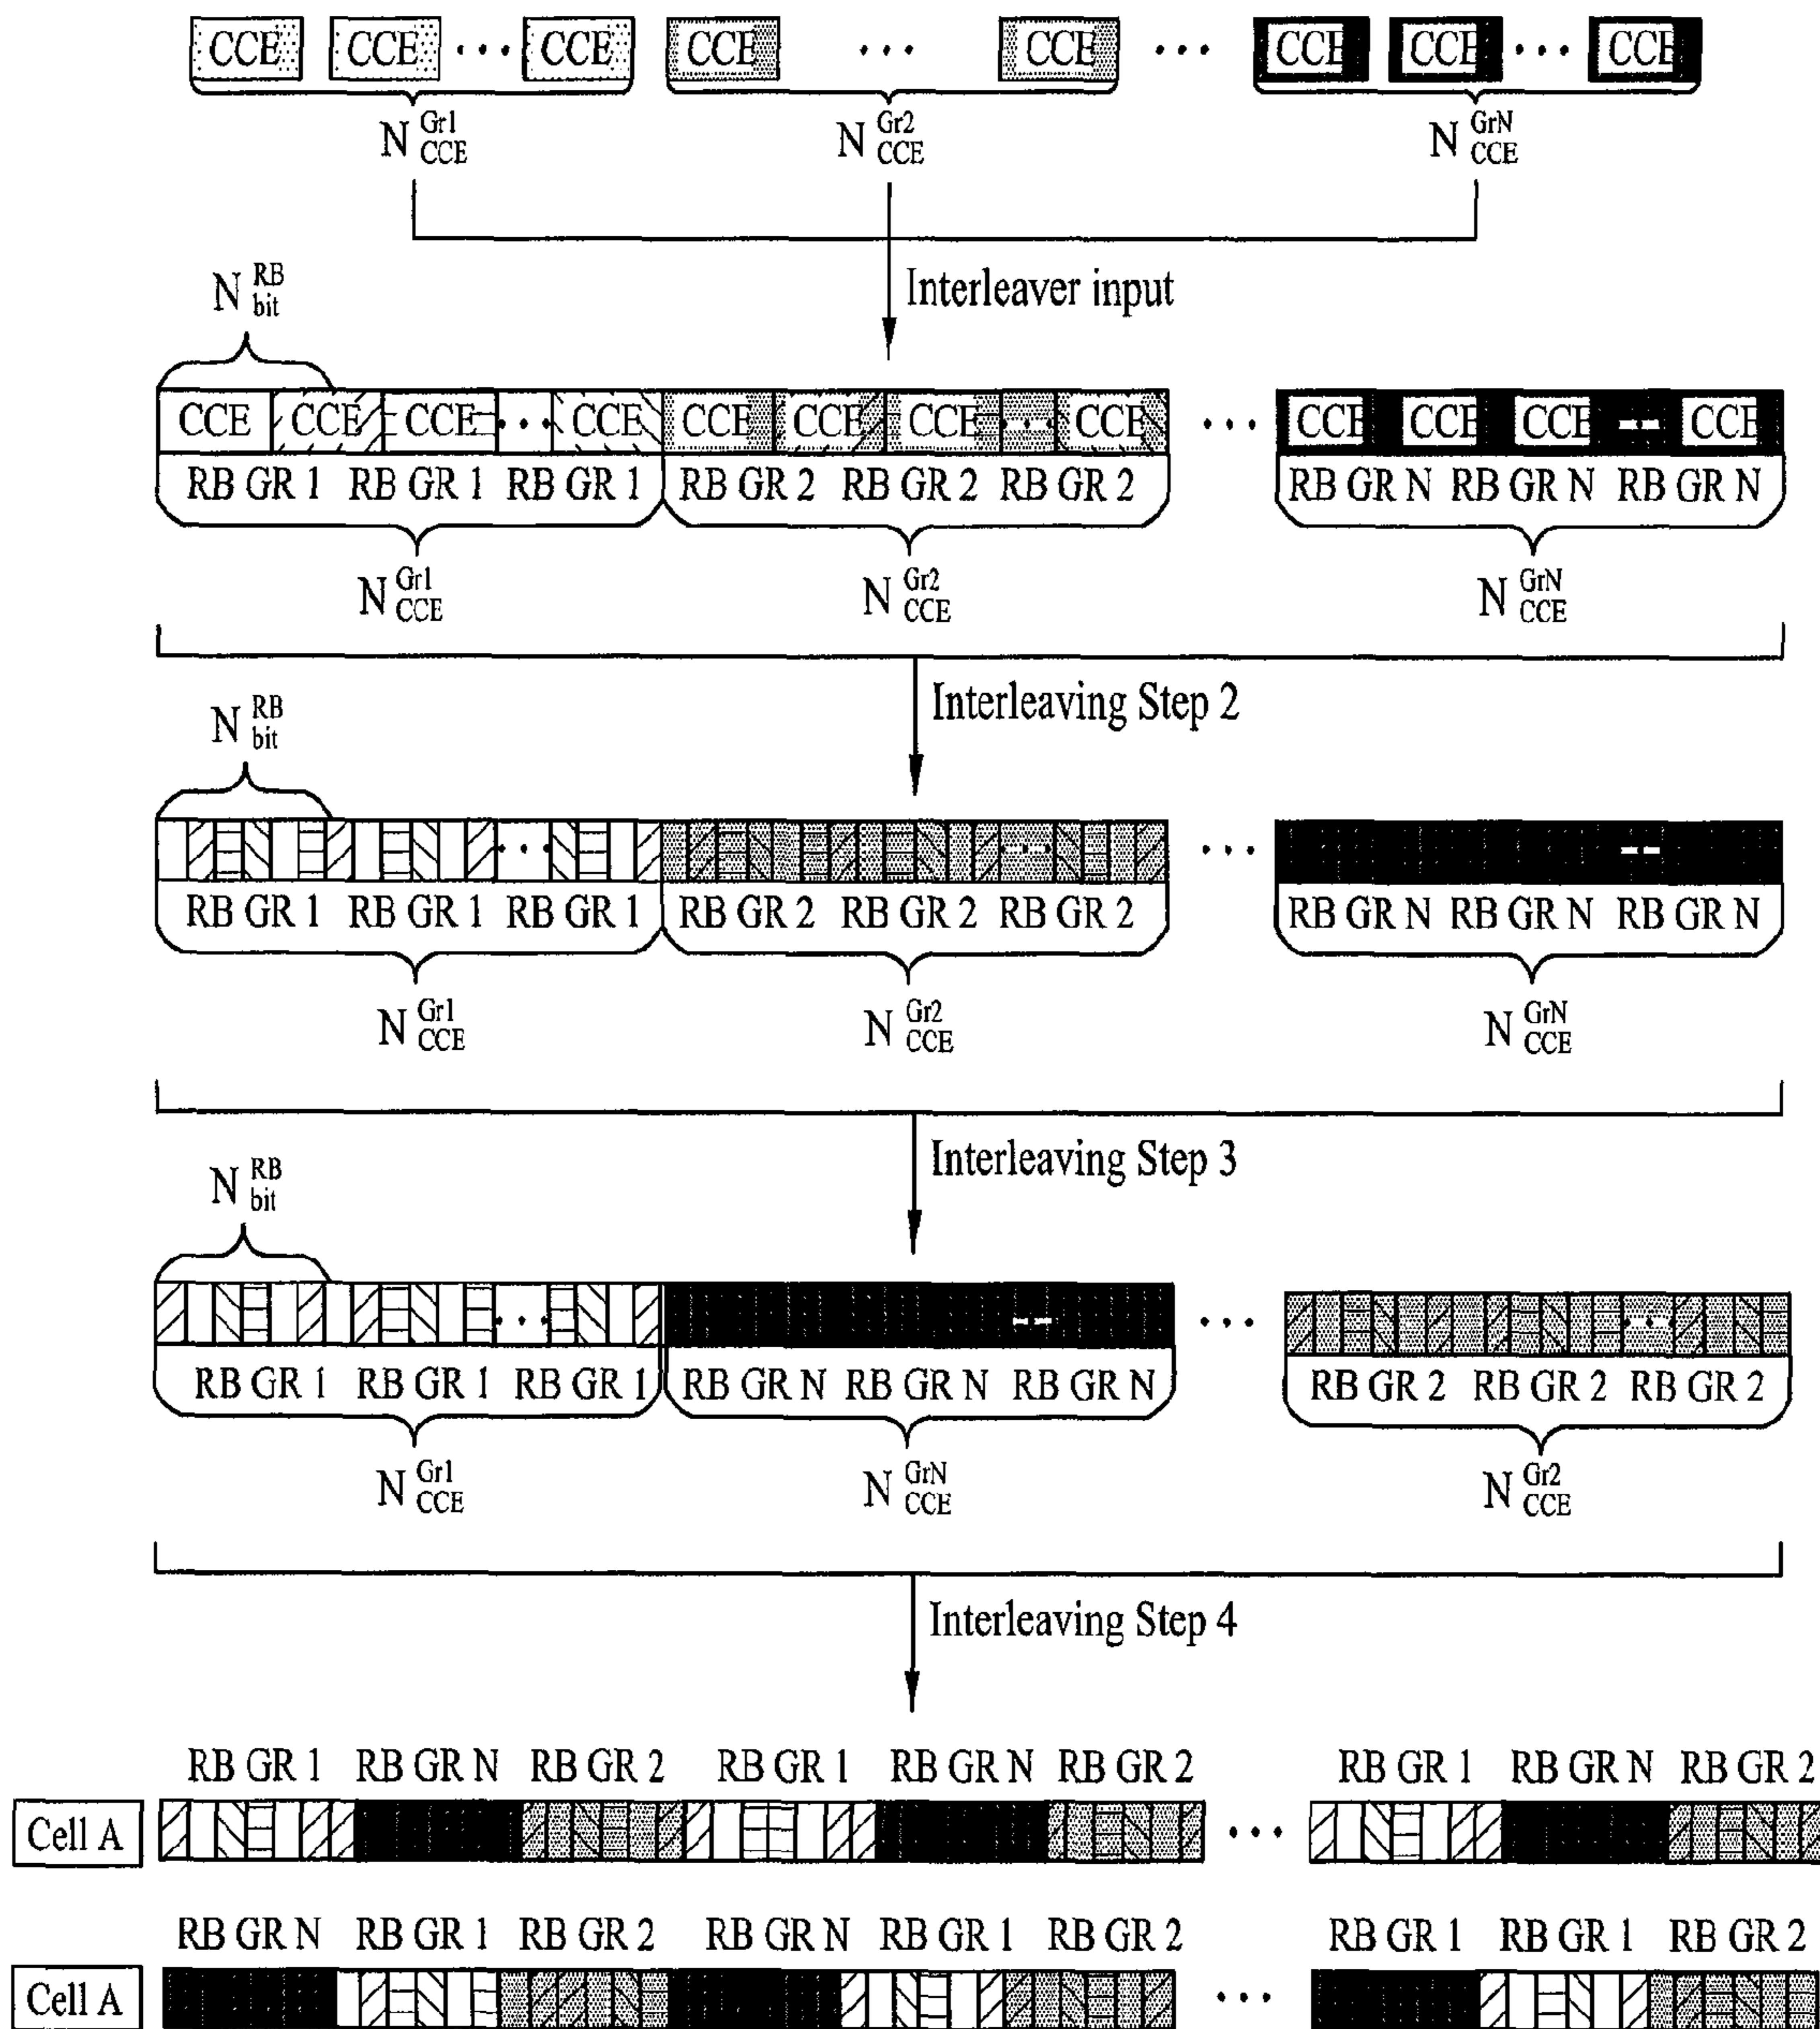 CCE CCE ••• CCE CCE ••• CCE ••• CCE CCE ••• CCE
N Gr1 CCE N Gr2 CCE N GrN CCE
Interleaver input
N RB bit
CCE CCE CCE ••• CCE CCE CCE CCE ••• CCE ••• CCE CCE CCE -- CCE
RB GR 1 RB GR 1 RB GR 1 RB GR 2 RB GR 2 RB GR 2 RB GR N RB GR N RB GR N
N Gr1 CCE N Gr2 CCE N GrN CCE
Interleaving Step 2
N RB bit
••• ••• ••• --
RB GR 1 RB GR 1 RB GR 1 RB GR 2 RB GR 2 RB GR 2 RB GR N RB GR N RB GR N
N Gr1 CCE N Gr2 CCE N GrN CCE
Interleaving Step 3
N RB bit
••• -- ••• •••
RB GR 1 RB GR 1 RB GR 1 RB GR N RB GR N RB GR N RB GR 2 RB GR 2 RB GR 2
N Gr1 CCE N GrN CCE N Gr2 CCE
Interleaving Step 4
RB GR 1 RB GR N RB GR 2 RB GR 1 RB GR N RB GR 2 RB GR 1 RB GR N RB GR 2
Cell A •••
RB GR N RB GR 1 RB GR 2 RB GR N RB GR 1 RB GR 2 RB GR 1 RB GR 1 RB GR 2
Cell A •••